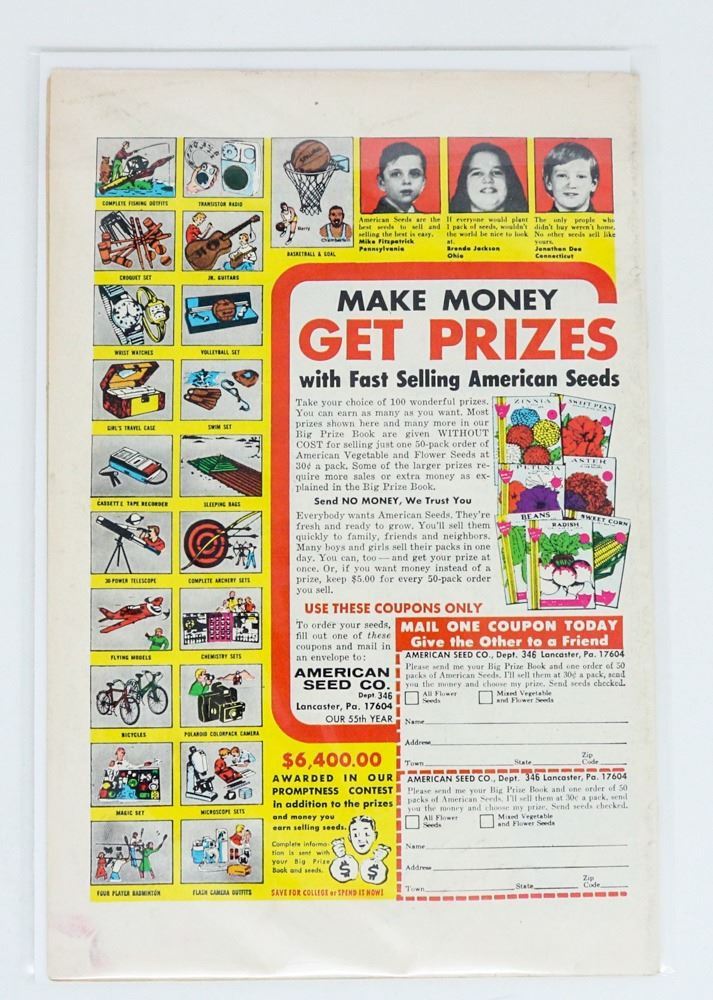 COMPLETE FISHING OUTFITS
TRANSISTOR RADIO
CROQUET SET
JR. GUITARS
WRIST WATCHES
VOLLEYBALL SET
GIRL'S TRAVEL CASE
SWIM SET
CASSETTE TAPE RECORDER
SLEEPING BAGS
30-POWER TELESCOPE
COMPLETE ARCHERY SETS
FLYING MODELS
CHEMISTRY SETS
BICYCLES
POLAROID COLORPACK CAMERA
MAGIC SET
MICROSCOPE SETS
FOUR PLAYER BADMINTON
FLASH CAMERA OUTFITS
SPALDING
Barry
Chamberlain
BASKETBALL & GOAL
American Seeds are the
best seeds to sell and
selling the best is easy.
Mike Fitzpatrick
Pennsylvania
If everyone would plant
1 pack of seeds, wouldn't
the world be nice to look
at.
Brenda Jackson
Ohio
The only people who
didn't buy weren't home.
No other seeds sell like
yours.
Jonathan Dee
Connecticut
MAKE MONEY
GET PRIZES
with Fast Selling American Seeds
Take your choice of 100 wonderful prizes.
You can earn as many as you want. Most
prizes shown here and many more in our
Big Prize Book are given WITHOUT
COST for selling just one 50-pack order of
American Vegetable and Flower Seeds at
30¢ a pack. Some of the larger prizes re-
quire more sales or extra money as ex-
plained in the Big Prize Book.
Send NO MONEY, We Trust You
Everybody wants American Seeds. They're
fresh and ready to grow. You'll sell them
quickly to family, friends and neighbors.
Many boys and girls sell their packs in one
day. You can, too — and get your prize at
once. Or, if you want money instead of a
prize, keep $5.00 for every 50-pack order
you sell.
ZINNIA
SWEET PEAS
PETUNIA
ASTER
BEANS
RADISH
SWEET CORN
USE THESE COUPONS ONLY
To order your seeds,
fill out one of these
coupons and mail in
an envelope to:
AMERICAN
SEED CO.
Dept. 346
Lancaster, Pa. 17604
OUR 55th YEAR
$6,400.00
AWARDED IN OUR
PROMPTNESS CONTEST
in addition to the prizes
and money you
earn selling seeds.
Complete informa-
tion is sent with
your Big Prize
Book and seeds.
$ $
SAVE FOR COLLEGE or SPEND IT NOW!
MAIL ONE COUPON TODAY
Give the Other to a Friend
AMERICAN SEED CO., Dept. 346 Lancaster, Pa. 17604
Please send me your Big Prize Book and one order of 50
packs of American Seeds. I'll sell them at 30¢ a pack, send
you the money and choose my prize. Send seeds checked.
All Flower Seeds
Mixed Vegetable and Flower Seeds
Name
Address
Town State Zip Code
AMERICAN SEED CO., Dept. 346 Lancaster, Pa. 17604
Please send me your Big Prize Book and one order of 50
packs of American Seeds. I'll sell them at 30¢ a pack, send
you the money and choose my prize. Send seeds checked.
All Flower Seeds
Mixed Vegetable and Flower Seeds
Name
Address
Town State Zip Code